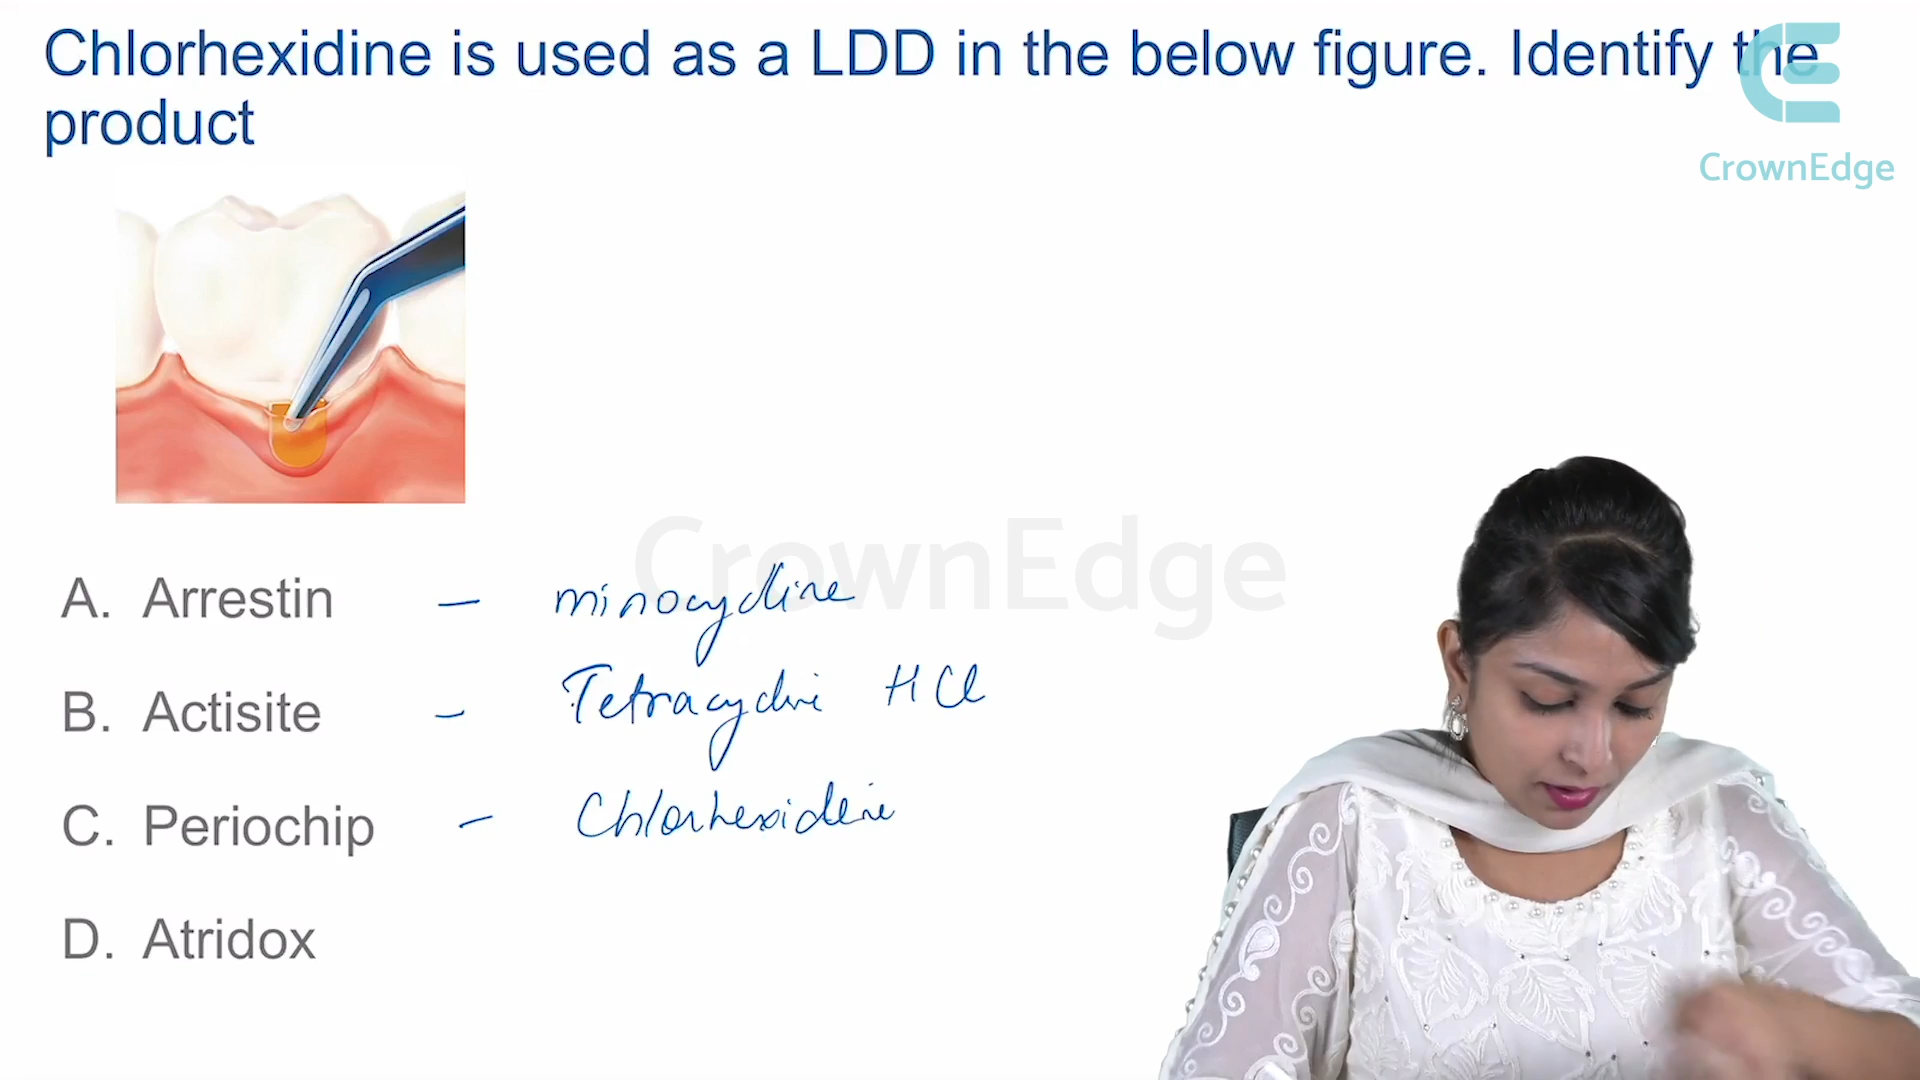 Chlorhexidine is used as a LDD in the below figure. Identify the
product
CrownEdge
CrownEdge
A. Arrestin – minocycline
B. Actisite – Tetracycline HCl
C. Periochip – Chlorhexidine
D. Atridox